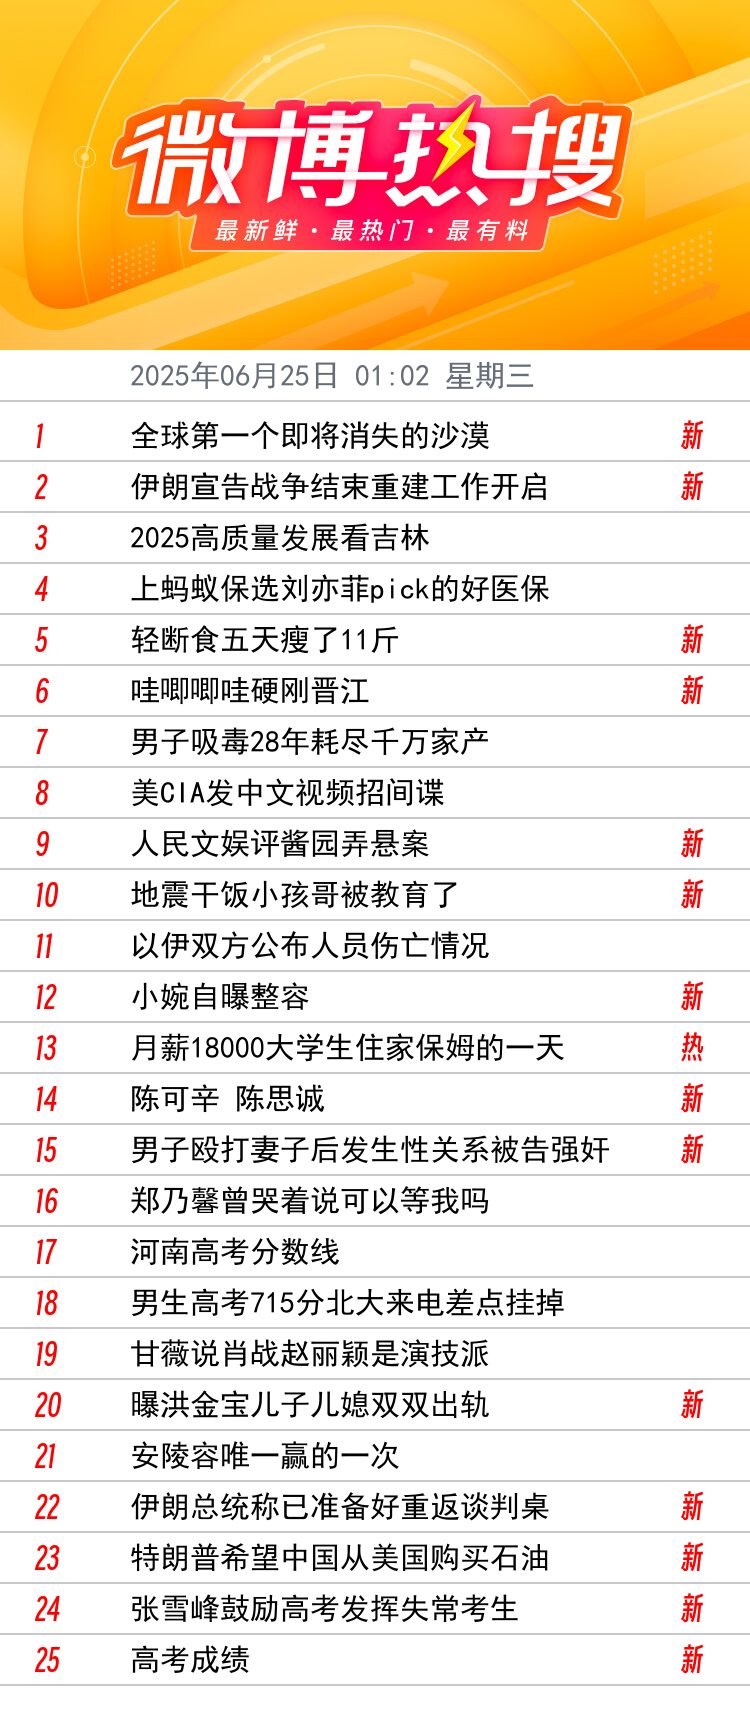 微博热搜
最新鲜·最热门·最有料
2025年06月25日 01:02 星期三
1 全球第一个即将消失的沙漠 新
2 伊朗宣告战争结束重建工作开启 新
3 2025高质量发展看吉林
4 上蚂蚁保选刘亦菲pick的好医保
5 轻断食五天瘦了11斤 新
6 哇唧唧哇硬刚晋江 新
7 男子吸毒28年耗尽千万家产
8 美CIA发中文视频招间谍
9 人民文娱评酱园弄悬案 新
10 地震干饭小孩哥被教育了 新
11 以伊双方公布人员伤亡情况
12 小婉自曝整容 新
13 月薪18000大学生住家保姆的一天 热
14 陈可辛 陈思诚 新
15 男子殴打妻子后发生性关系被告强奸 新
16 郑乃馨曾哭着说可以等我吗
17 河南高考分数线
18 男生高考715分北大来电差点挂掉
19 甘薇说肖战赵丽颖是演技派
20 曝洪金宝儿子儿媳双双出轨 新
21 安陵容唯一赢的一次
22 伊朗总统称已准备好重返谈判桌 新
23 特朗普希望中国从美国购买石油 新
24 张雪峰鼓励高考发挥失常考生 新
25 高考成绩 新